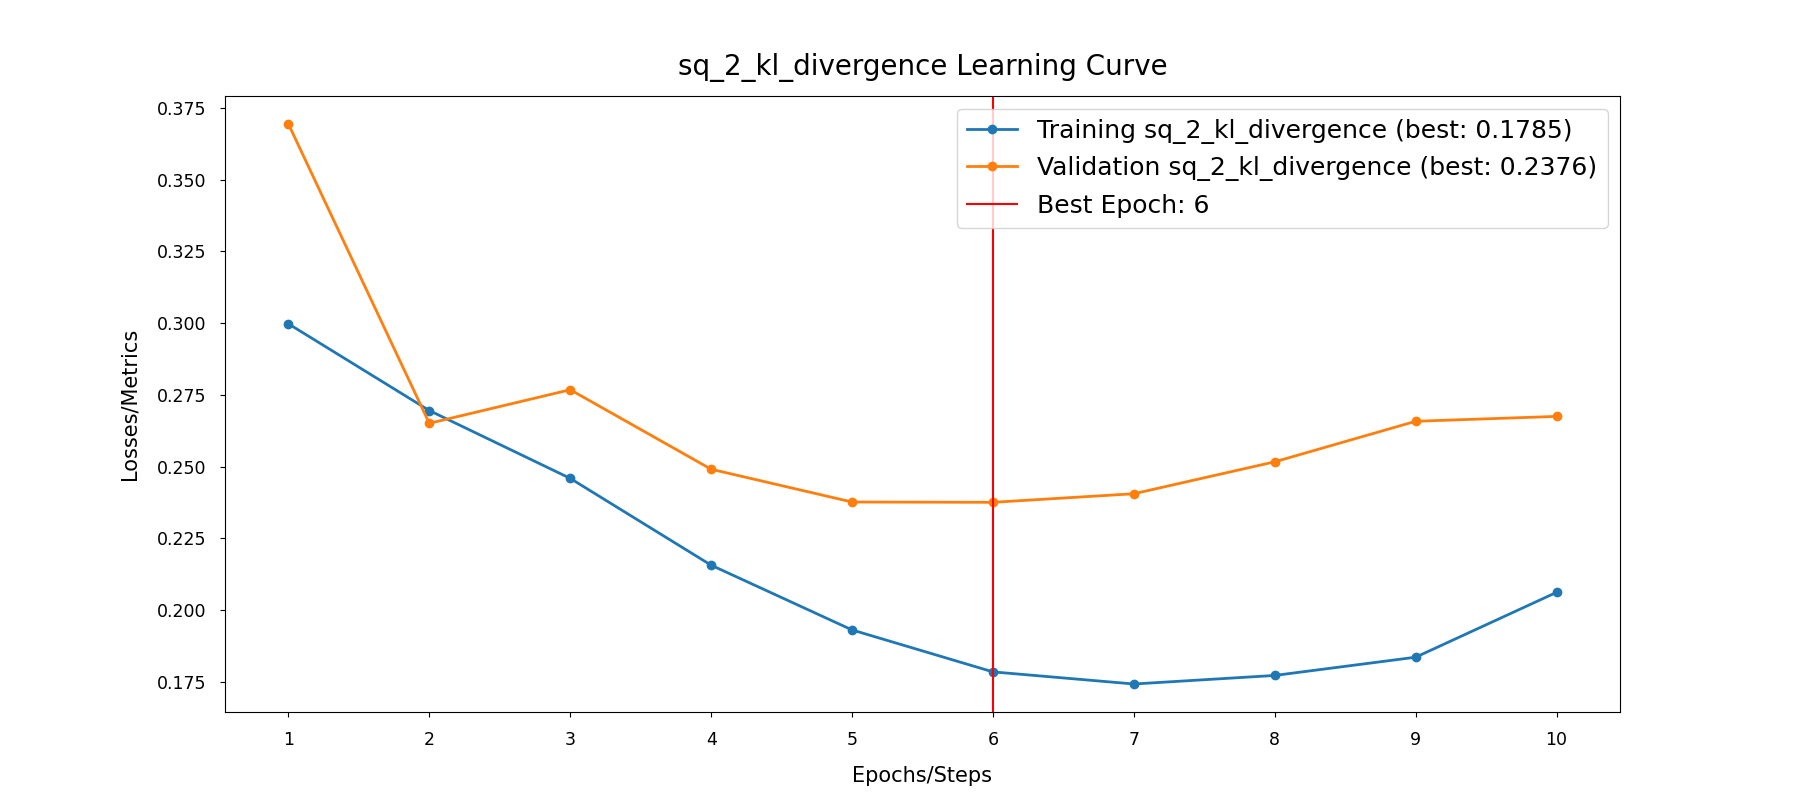 sq_2_kl_divergence Learning Curve
Training sq_2_kl_divergence (best: 0.1785)
Validation sq_2_kl_divergence (best: 0.2376)
Best Epoch: 6
Losses/Metrics
0.375
0.350
0.325
0.300
0.275
0.250
0.225
0.200
0.175
1 2 3 4 5 6 7 8 9 10
Epochs/Steps